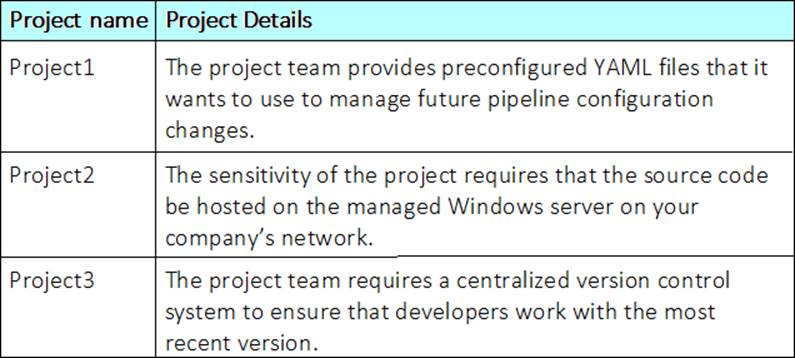 Project name Project Details
Project1 The project team provides preconfigured YAML files that it
wants to use to manage future pipeline configuration
changes.
Project2 The sensitivity of the project requires that the source code
be hosted on the managed Windows server on your
company's network.
Project3 The project team requires a centralized version control
system to ensure that developers work with the most
recent version.